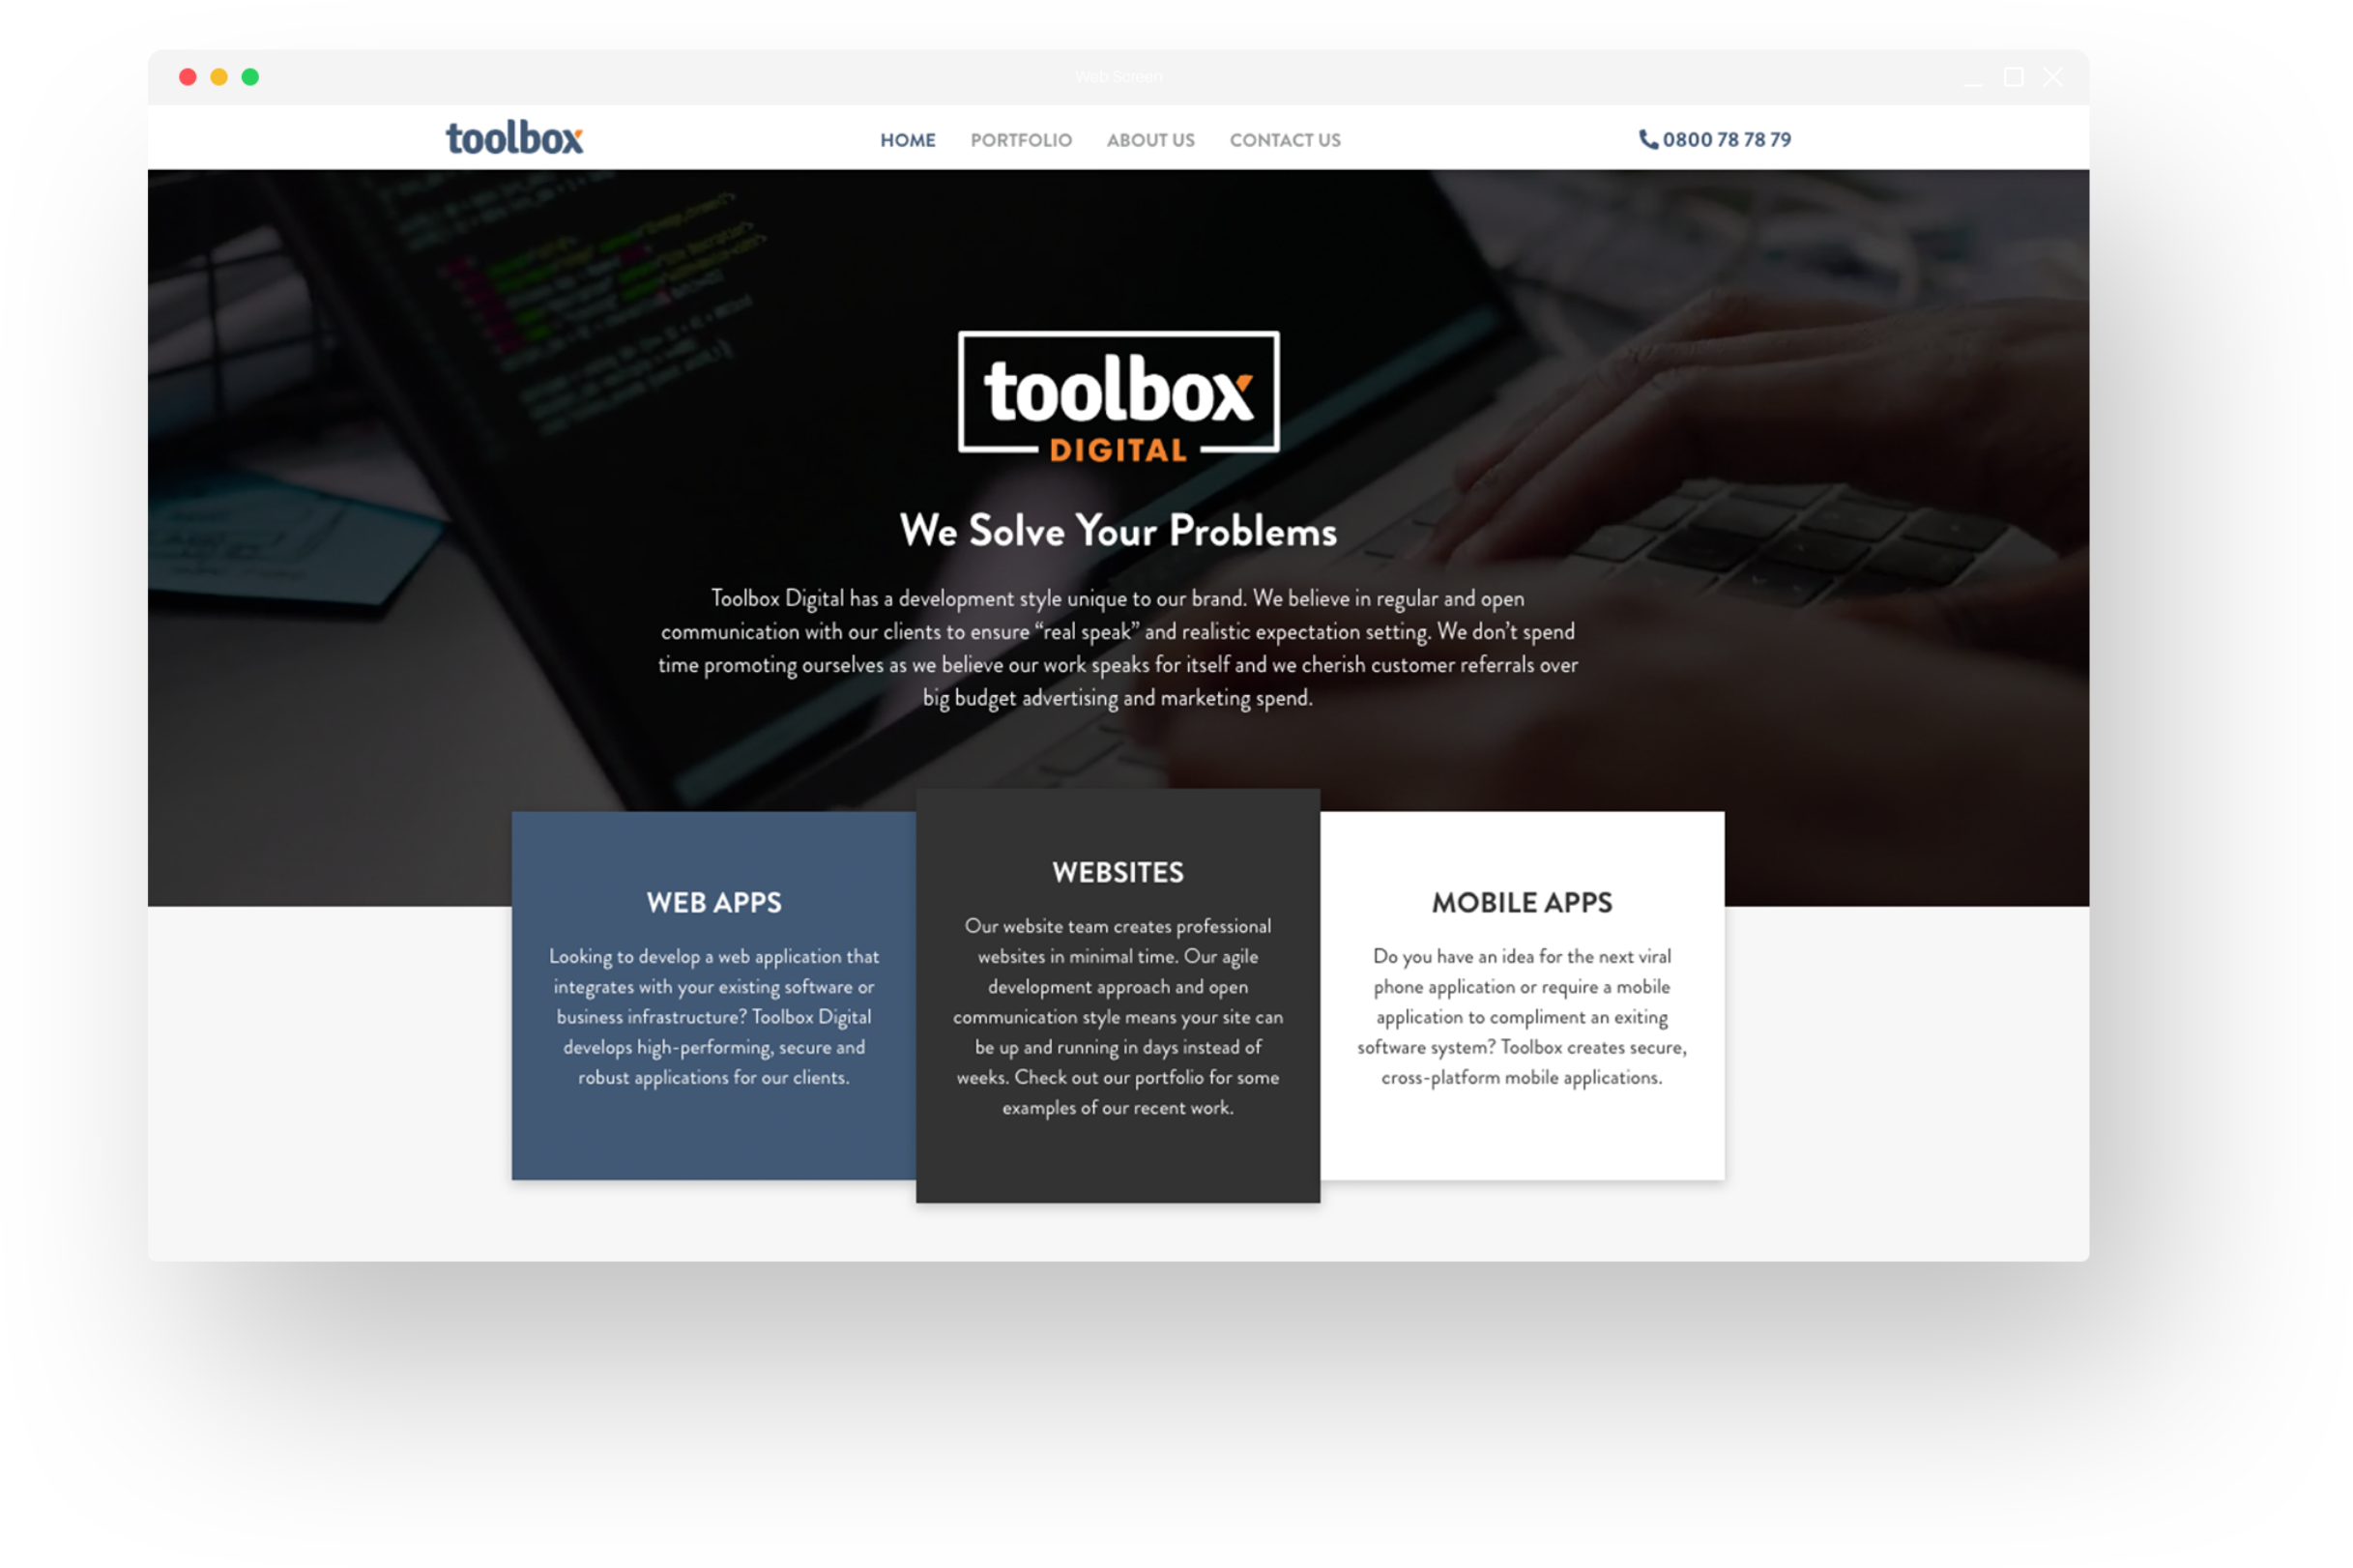 Web Screen
toolbox
HOME PORTFOLIO ABOUT US CONTACT US
0800 78 78 79
toolbox
DIGITAL
We Solve Your Problems
Toolbox Digital has a development style unique to our brand. We believe in regular and open
communication with our clients to ensure “real speak” and realistic expectation setting. We don’t spend
time promoting ourselves as we believe our work speaks for itself and we cherish customer referrals over
big budget advertising and marketing spend.
WEB APPS
Looking to develop a web application that
integrates with your existing software or
business infrastructure? Toolbox Digital
develops high-performing, secure and
robust applications for our clients.
WEBSITES
Our website team creates professional
websites in minimal time. Our agile
development approach and open
communication style means your site can
be up and running in days instead of
weeks. Check out our portfolio for some
examples of our recent work.
MOBILE APPS
Do you have an idea for the next viral
phone application or require a mobile
application to compliment an exiting
software system? Toolbox creates secure,
cross-platform mobile applications.